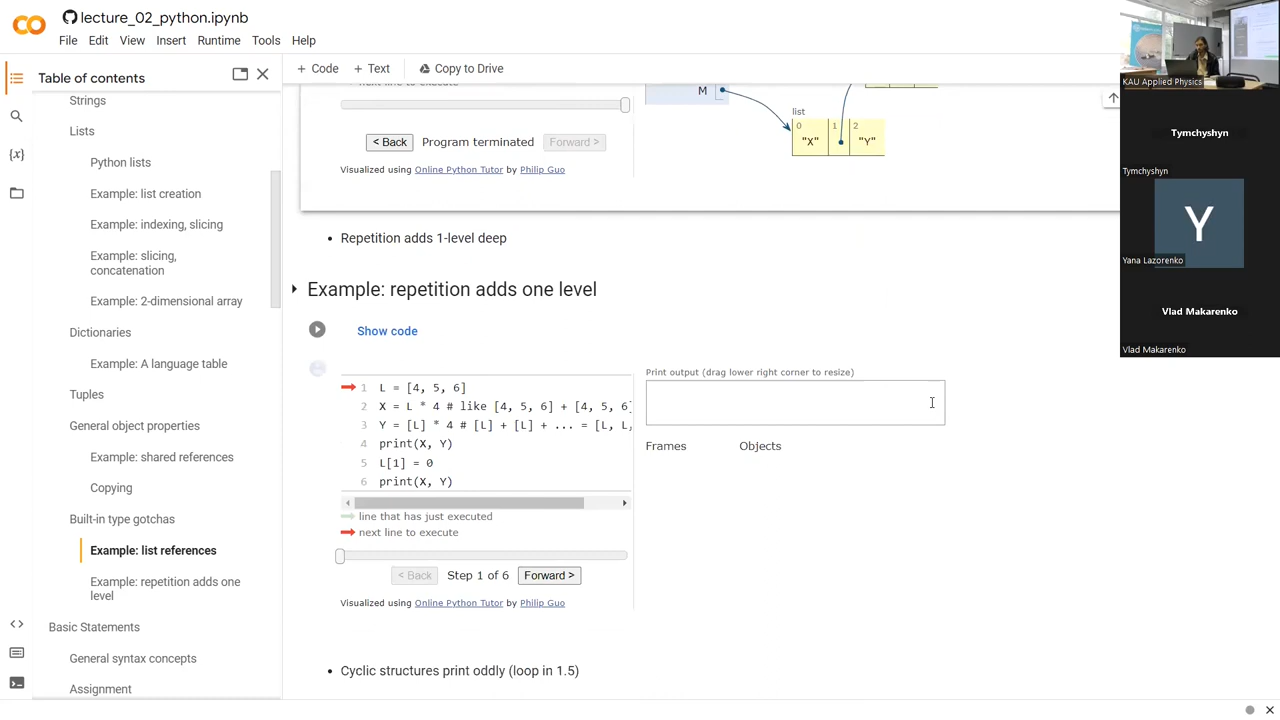 lecture_02_python.ipynb
File Edit View Insert Runtime Tools Help
Table of contents
Strings
Lists
Python lists
Example: list creation
Example: indexing, slicing
Example: slicing,
concatenation
Example: 2-dimensional array
Dictionaries
Example: A language table
Tuples
General object properties
Example: shared references
Copying
Built-in type gotchas
Example: list references
Example: repetition adds one
level
Basic Statements
General syntax concepts
Assignment
+ Code + Text Copy to Drive
next line to execute
< Back Program terminated Forward >
Visualized using Online Python Tutor by Philip Guo
M
list
0 1 2
"X" "Y"
• Repetition adds 1-level deep
Example: repetition adds one level
Show code
1 L = [4, 5, 6]
2 X = L * 4 # like [4, 5, 6] + [4, 5, 6]
3 Y = [L] * 4 # [L] + [L] + ... = [L, L,
4 print(X, Y)
5 L[1] = 0
6 print(X, Y)
line that has just executed
next line to execute
< Back Step 1 of 6 Forward >
Visualized using Online Python Tutor by Philip Guo
Print output (drag lower right corner to resize)
Frames Objects
• Cyclic structures print oddly (loop in 1.5)
KAU Applied Physics
Tymchyshyn
Tymchyshyn
Y
Yana Lazorenko
Vlad Makarenko
Vlad Makarenko